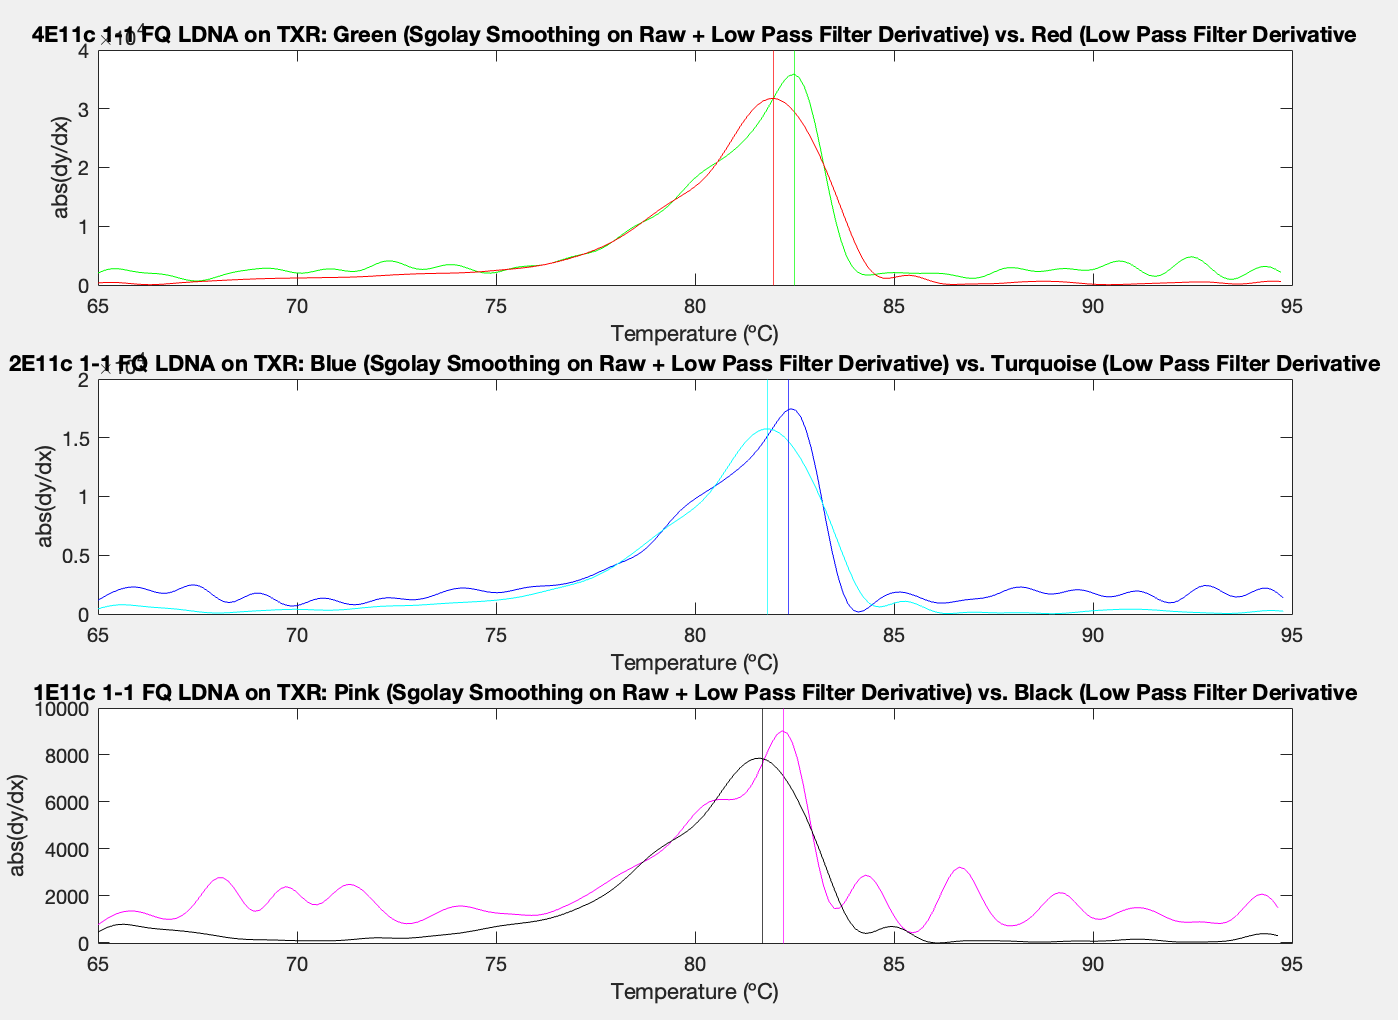 4E11c 1-1 FQ LDNA on TXR: Green (Sgolay Smoothing on Raw + Low Pass Filter Derivative) vs. Red (Low Pass Filter Derivative
×10⁴
4
3
2
1
0
abs(dy/dx)
65 70 75 80 85 90 95
Temperature (ºC)
2E11c 1-1 FQ LDNA on TXR: Blue (Sgolay Smoothing on Raw + Low Pass Filter Derivative) vs. Turquoise (Low Pass Filter Derivative
×10⁴
2
1.5
1
0.5
0
abs(dy/dx)
65 70 75 80 85 90 95
Temperature (ºC)
1E11c 1-1 FQ LDNA on TXR: Pink (Sgolay Smoothing on Raw + Low Pass Filter Derivative) vs. Black (Low Pass Filter Derivative
10000
8000
6000
4000
2000
0
abs(dy/dx)
65 70 75 80 85 90 95
Temperature (ºC)